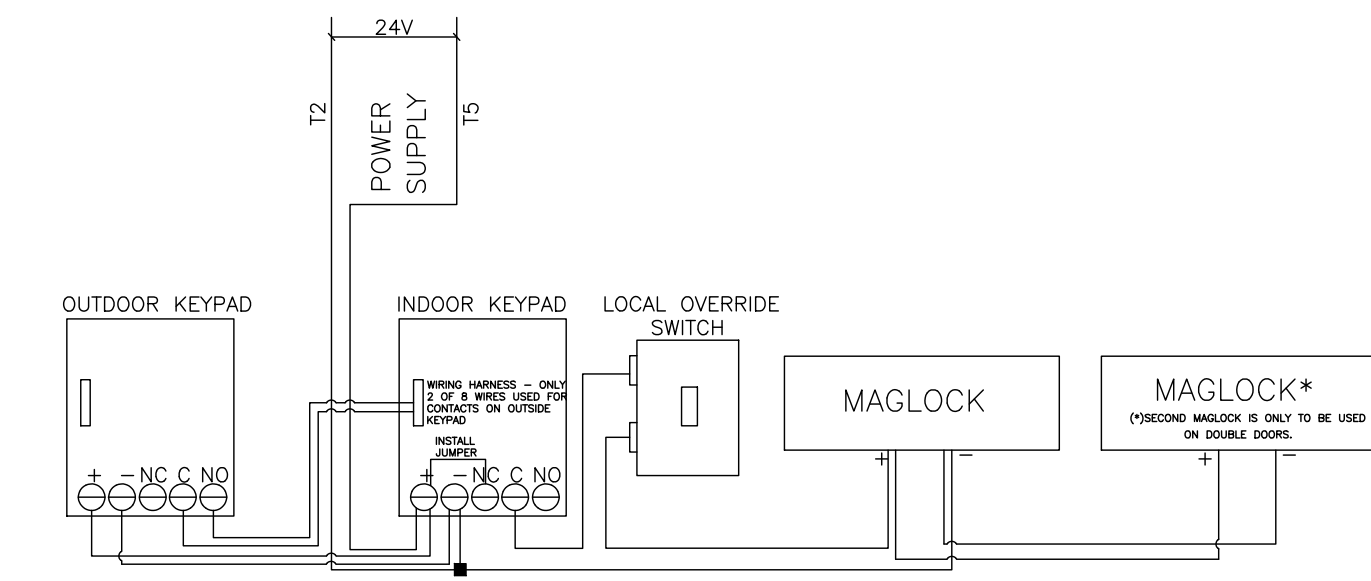 24V
T2
POWER
SUPPLY
T5
OUTDOOR KEYPAD
INDOOR KEYPAD
LOCAL OVERRIDE
SWITCH
WIRING HARNESS – ONLY
2 OF 8 WIRES USED FOR
CONTACTS ON OUTSIDE
KEYPAD
INSTALL
JUMPER
+ – NC C NO
+ – NC C NO
MAGLOCK
+ –
MAGLOCK*
(*)SECOND MAGLOCK IS ONLY TO BE USED
ON DOUBLE DOORS.
+ –